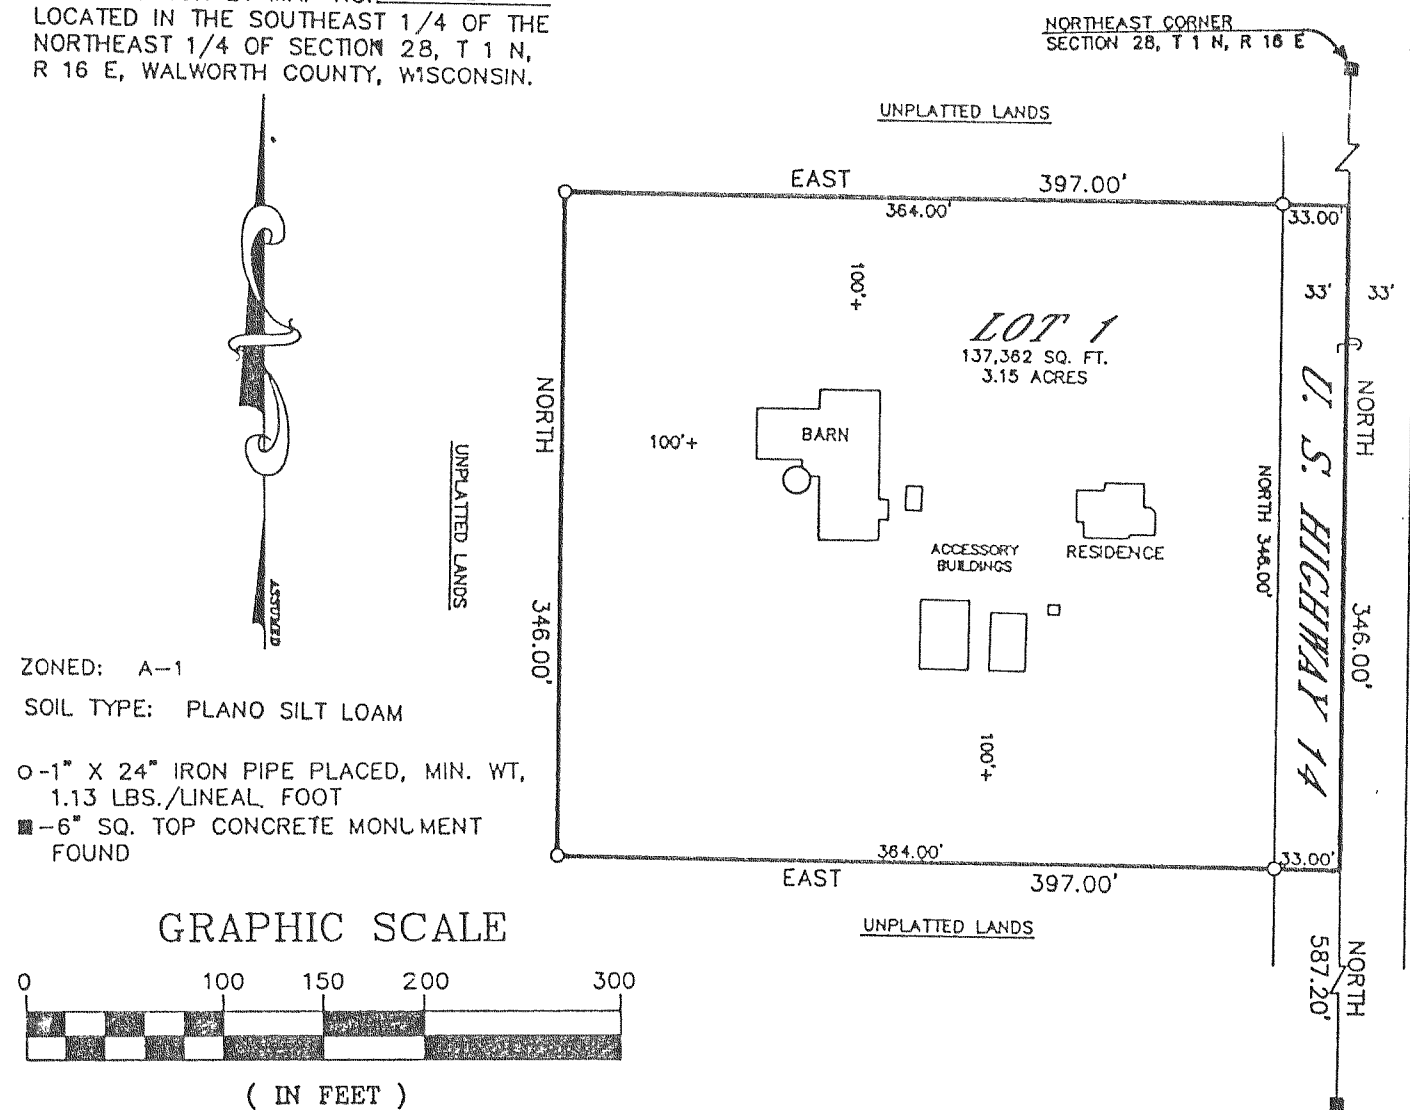 LOCATED IN THE SOUTHEAST 1/4 OF THE
NORTHEAST 1/4 OF SECTION 28, T 1 N,
R 16 E, WALWORTH COUNTY, WISCONSIN.
NORTHEAST CORNER
SECTION 28, T 1 N, R 16 E
UNPLATTED LANDS
EAST 397.00'
364.00'
33.00'
100'+
33' 33'
LOT 1
137,362 SQ. FT.
3.15 ACRES
NORTH
346.00'
UNPLATTED LANDS
100'+
BARN
ACCESSORY
BUILDINGS
RESIDENCE
NORTH 346.00'
U. S. HIGHWAY 14
NORTH
346.00'
ASSUMED
ZONED: A-1
SOIL TYPE: PLANO SILT LOAM
O-1" X 24" IRON PIPE PLACED, MIN. WT,
1.13 LBS./LINEAL FOOT
-6" SQ. TOP CONCRETE MONUMENT
FOUND
100'+
364.00'
33.00'
EAST 397.00'
UNPLATTED LANDS
NORTH
587.20'
GRAPHIC SCALE
0 100 150 200 300
( IN FEET )